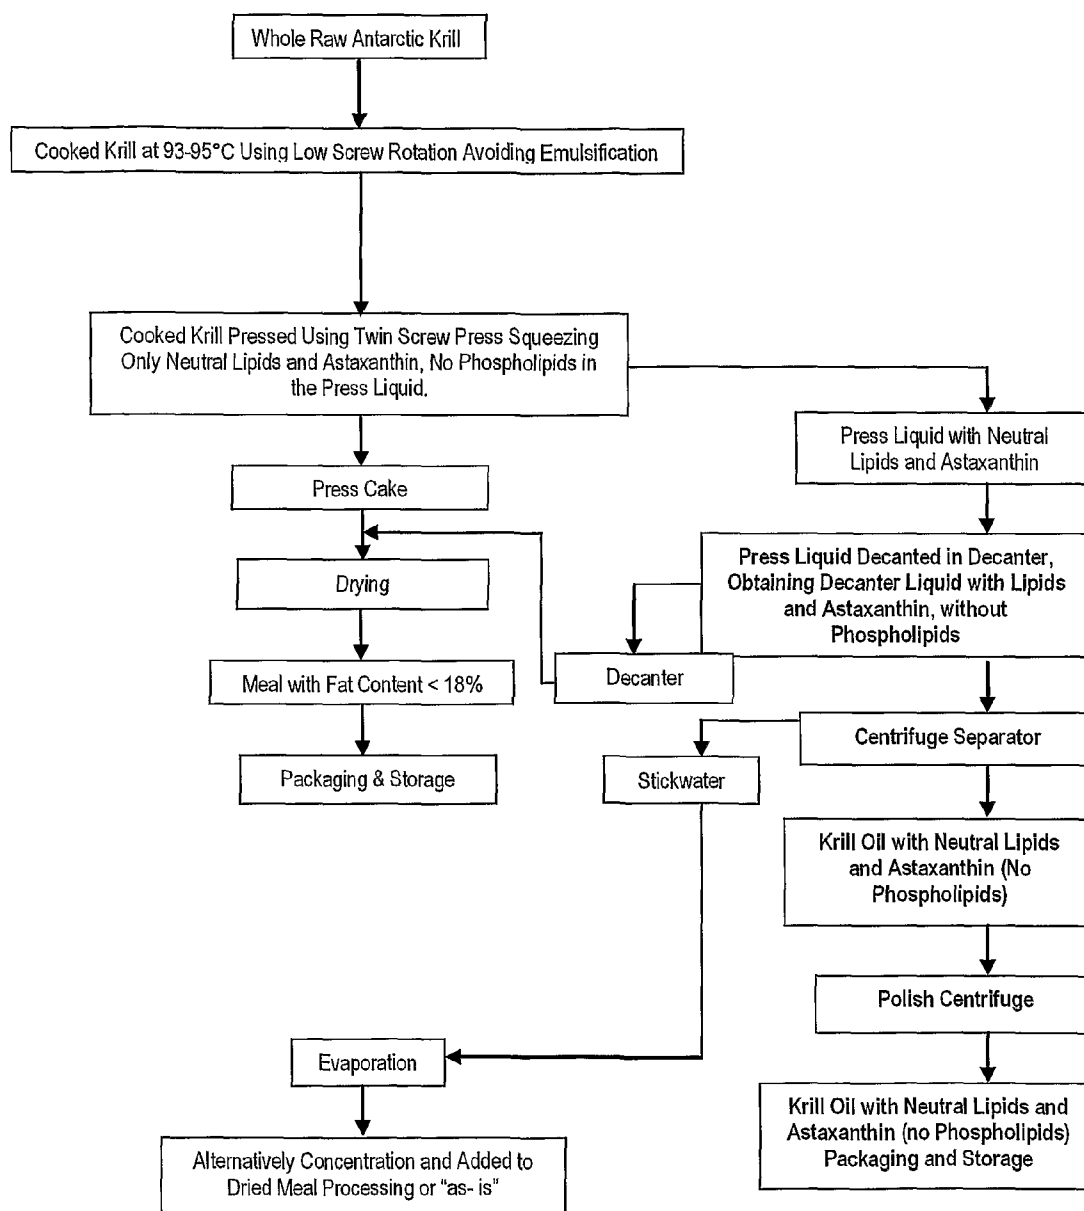 Whole Raw Antarctic Krill
Cooked Krill at 93-95°C Using Low Screw Rotation Avoiding Emulsification
Cooked Krill Pressed Using Twin Screw Press Squeezing
Only Neutral Lipids and Astaxanthin, No Phospholipids in
the Press Liquid.
Press Liquid with Neutral
Lipids and Astaxanthin
Press Cake
Press Liquid Decanted in Decanter,
Obtaining Decanter Liquid with Lipids
and Astaxanthin, without
Phospholipids
Drying
Decanter
Meal with Fat Content < 18%
Centrifuge Separator
Packaging & Storage
Stickwater
Krill Oil with Neutral Lipids
and Astaxanthin (No
Phospholipids)
Polish Centrifuge
Evaporation
Krill Oil with Neutral Lipids and
Astaxanthin (no Phospholipids)
Packaging and Storage
Alternatively Concentration and Added to
Dried Meal Processing or "as- is"